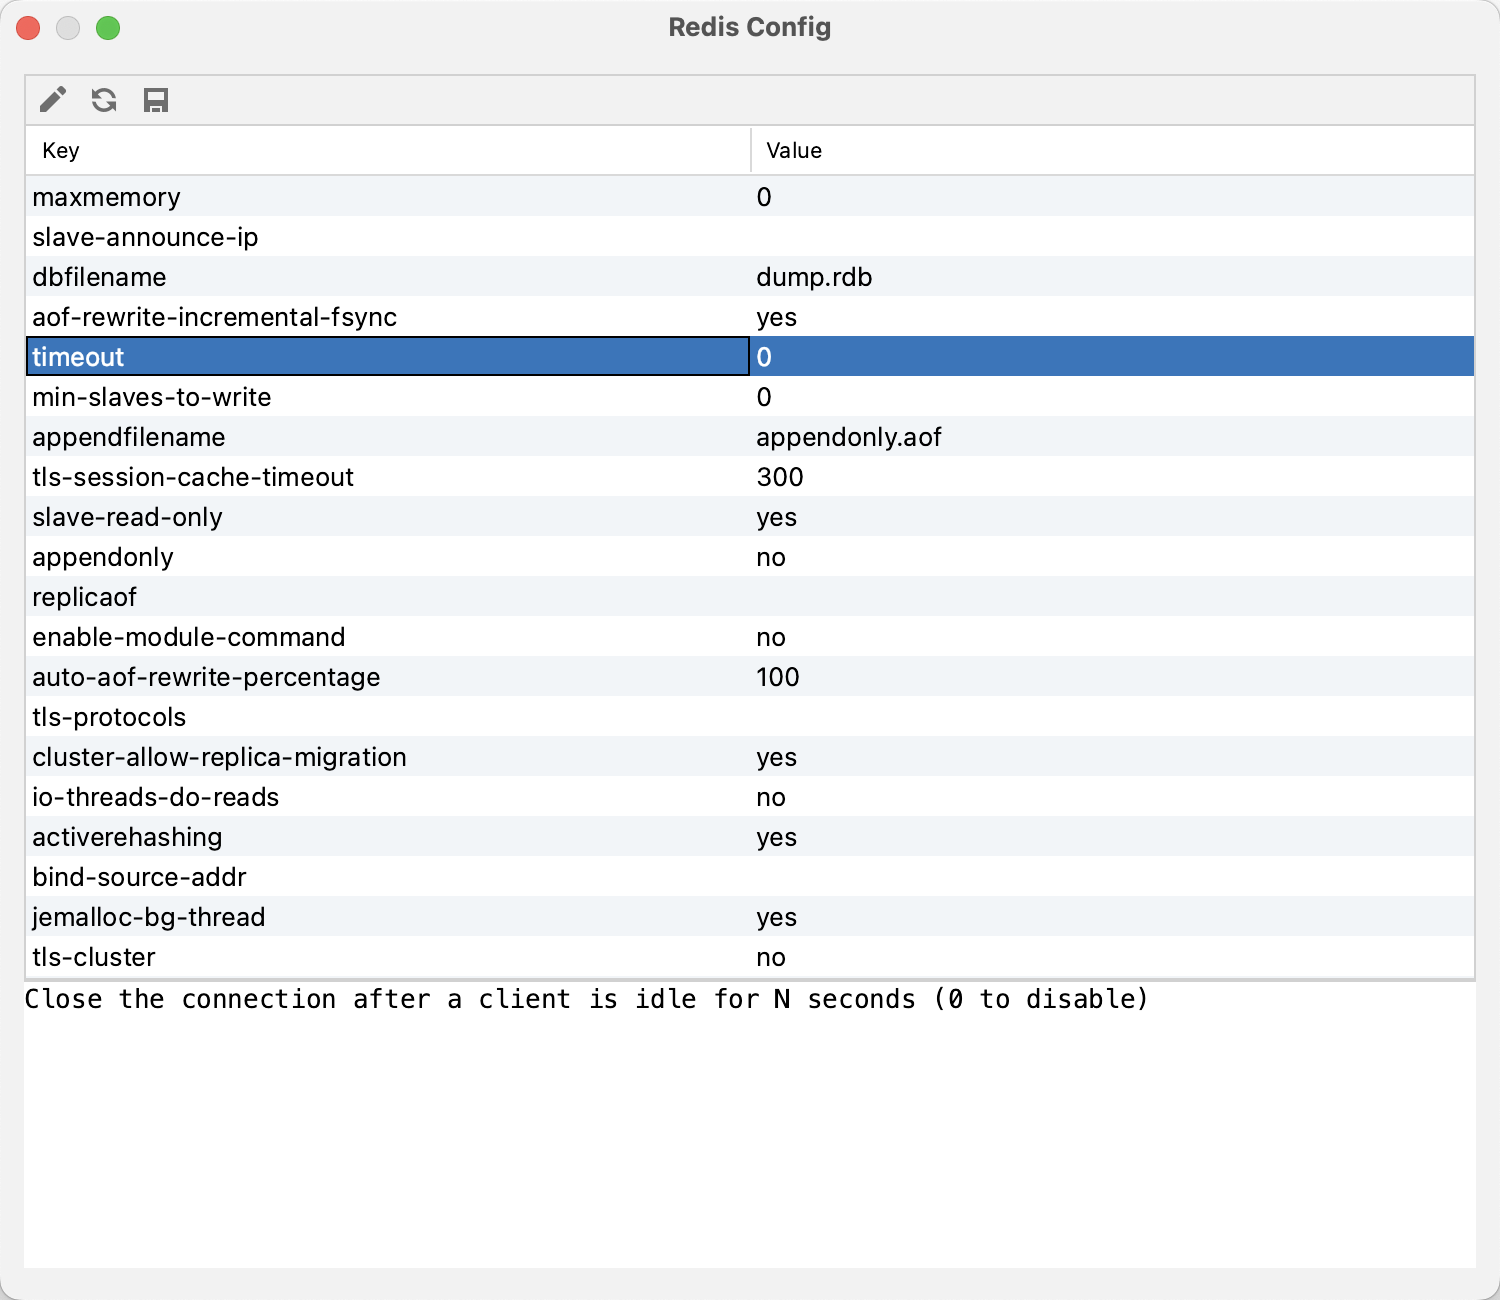 Redis Config
Key Value
maxmemory 0
slave-announce-ip
dbfilename dump.rdb
aof-rewrite-incremental-fsync yes
timeout 0
min-slaves-to-write 0
appendfilename appendonly.aof
tls-session-cache-timeout 300
slave-read-only yes
appendonly no
replicaof
enable-module-command no
auto-aof-rewrite-percentage 100
tls-protocols
cluster-allow-replica-migration yes
io-threads-do-reads no
activerehashing yes
bind-source-addr
jemalloc-bg-thread yes
tls-cluster no
Close the connection after a client is idle for N seconds (0 to disable)